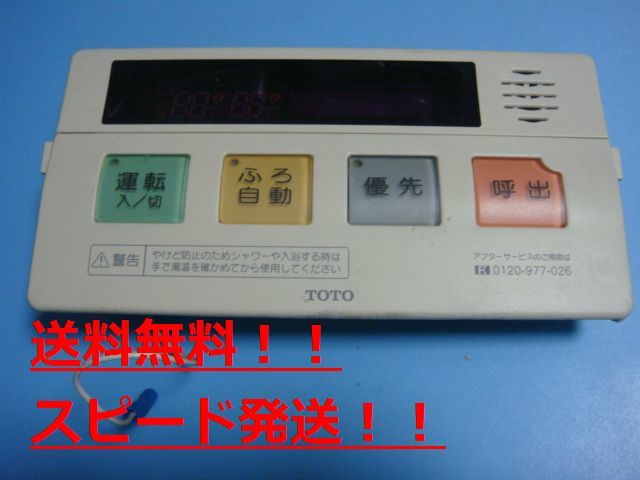 88:88
運転
入/切
ふろ
自動
優先
呼出
警告
やけど防止のためシャワーや入浴する時は
手で湯温を確かめてから使用してください
アフターサービスのご用命は
0120-977-026
TOTO
送料無料！！
スピード発送！！